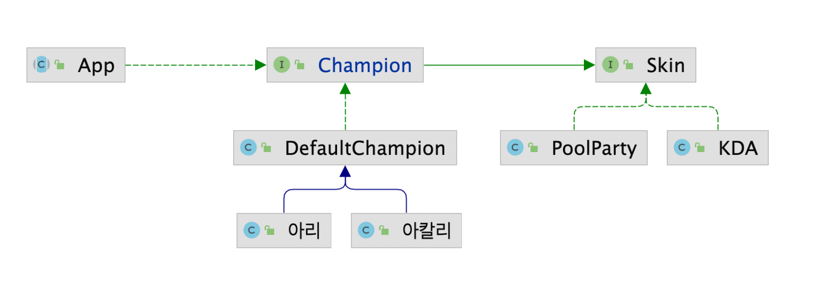 App
Champion
Skin
DefaultChampion
PoolParty
KDA
아리
아칼리